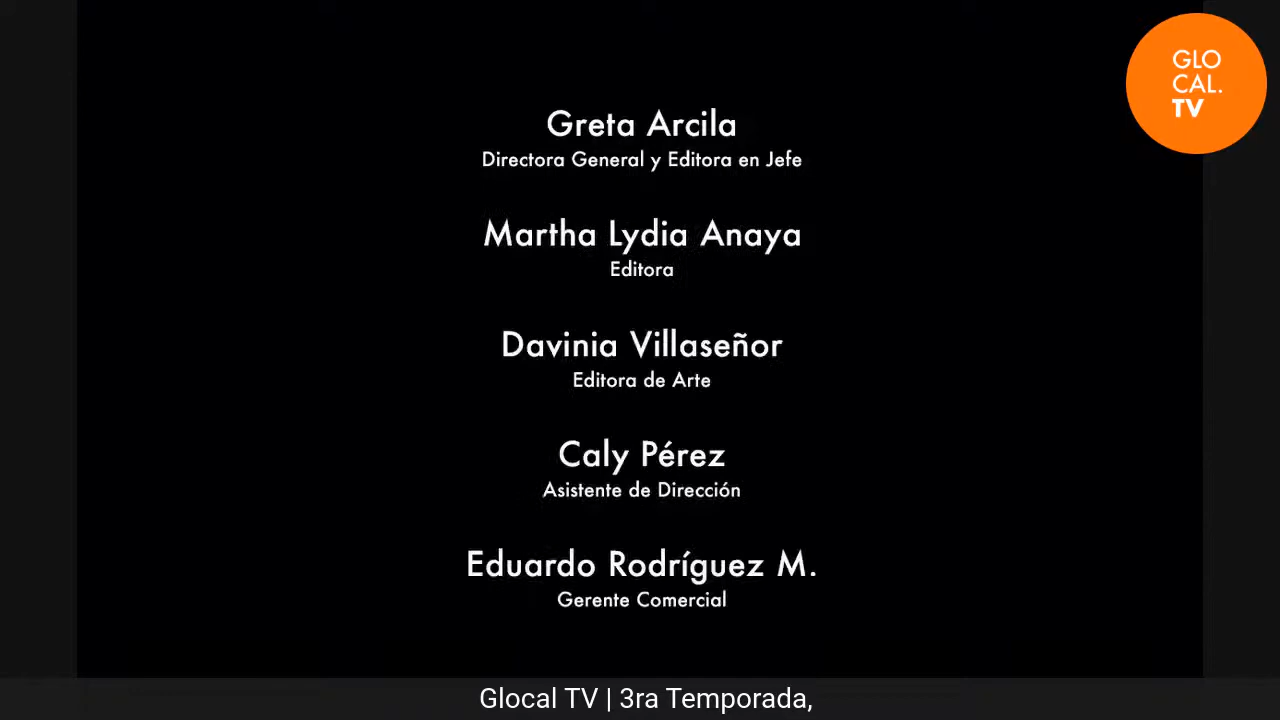 GLO
CAL.
TV
Greta Arcila
Directora General y Editora en Jefe
Martha Lydia Anaya
Editora
Davinia Villaseñor
Editora de Arte
Caly Pérez
Asistente de Dirección
Eduardo Rodríguez M.
Gerente Comercial
Glocal TV | 3ra Temporada,